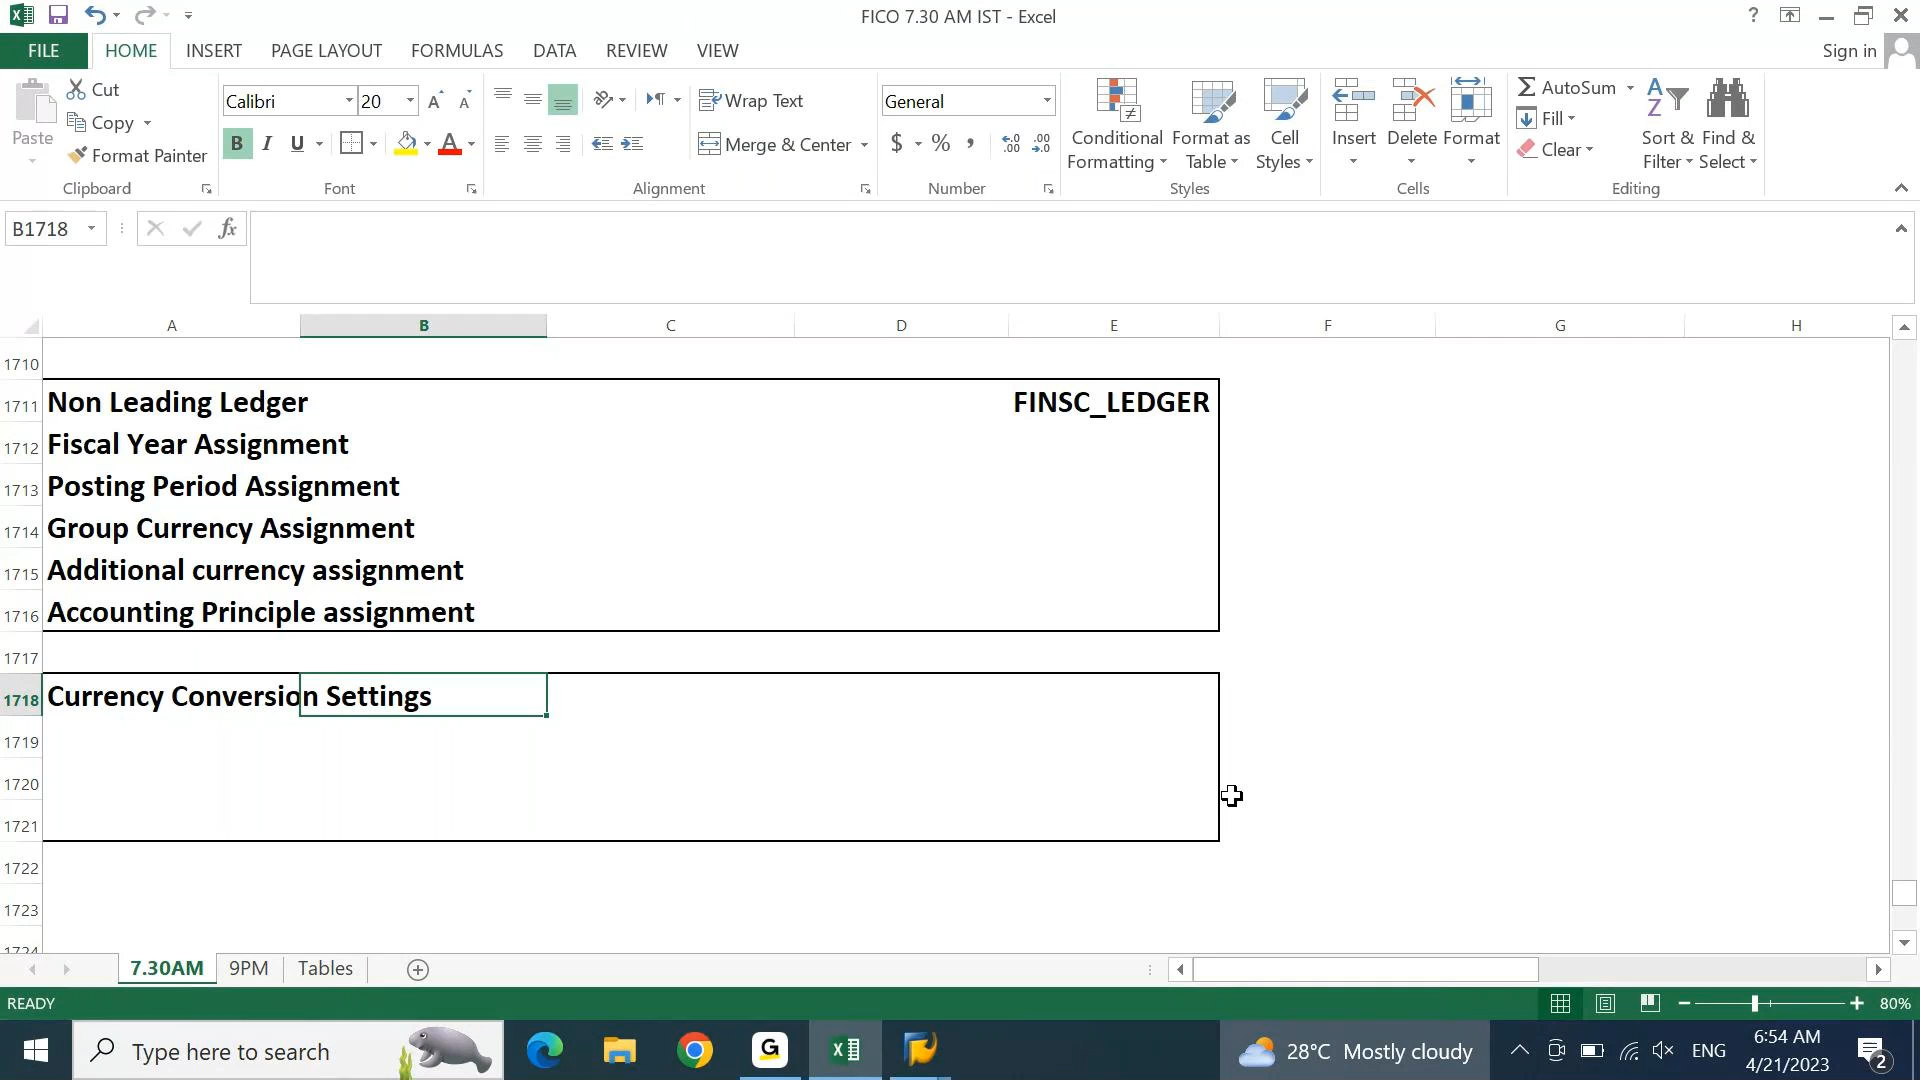 FICO 7.30 AM IST - Excel
?
FILE HOME INSERT PAGE LAYOUT FORMULAS DATA REVIEW VIEW Sign in
Paste
Cut
Copy
Format Painter
Clipboard
Calibri 20
B I U A
Font
Wrap Text
Merge & Center
Alignment
General
$ % ,
Number
Conditional Formatting
Format as Table
Cell Styles
Styles
Insert Delete Format
Cells
AutoSum
Fill
Clear
Sort & Filter
Find & Select
Editing
B1718 fx
A B C D E F G H
1710
1711 Non Leading Ledger FINSC_LEDGER
1712 Fiscal Year Assignment
1713 Posting Period Assignment
1714 Group Currency Assignment
1715 Additional currency assignment
1716 Accounting Principle assignment
1717
1718 Currency Conversion Settings
1719
1720
1721
1722
1723
1724
7.30AM 9PM Tables
READY 80%
Type here to search
28°C Mostly cloudy
ENG
6:54 AM
4/21/2023
2